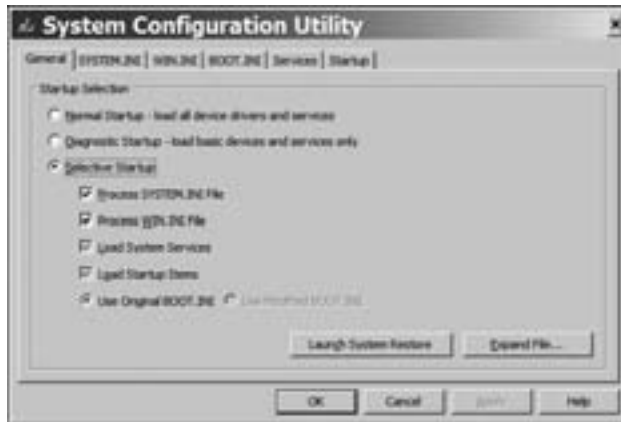 System Configuration Utility
General SYSTEM.INI WIN.INI BOOT.INI Services Startup
Startup Selection
Normal Startup - load all device drivers and services
Diagnostic Startup - load basic devices and services only
Selective Startup
Process SYSTEM.INI File
Process WIN.INI File
Load System Services
Load Startup Items
Use Original BOOT.INI Use Modified BOOT.INI
Launch System Restore Expand File...
OK Cancel Apply Help